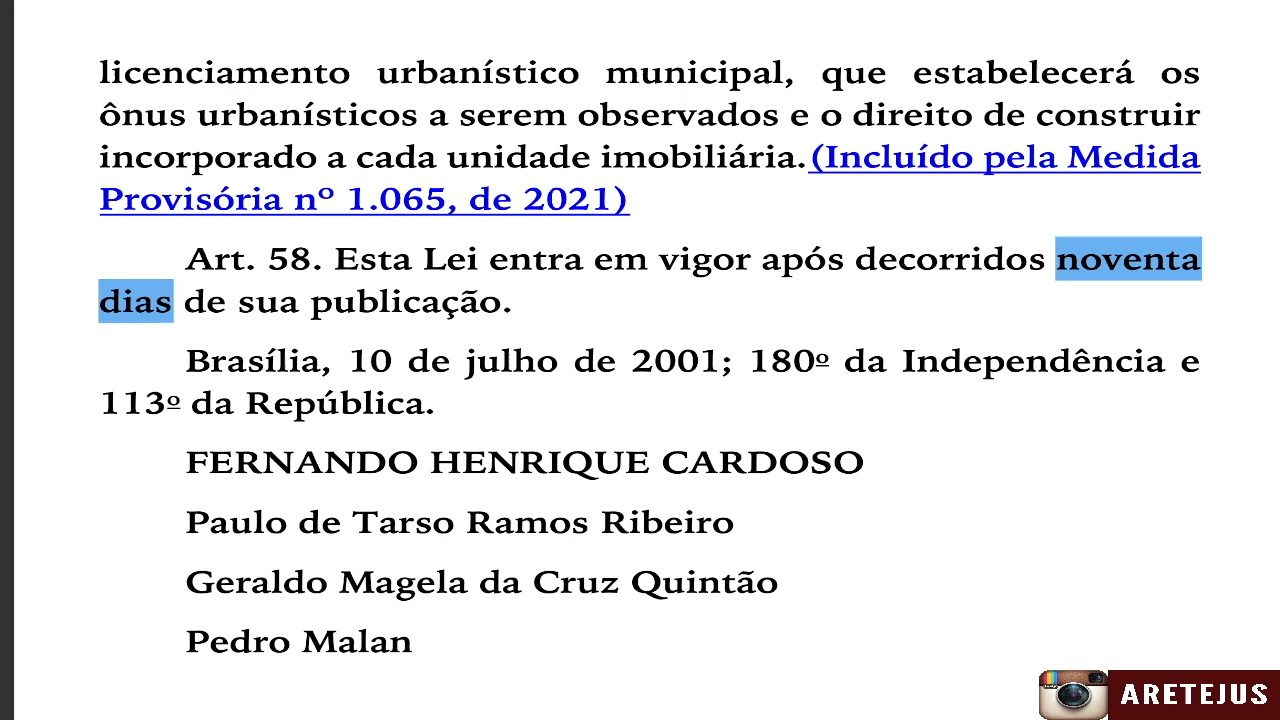 licenciamento urbanístico municipal, que estabelecerá os
ônus urbanísticos a serem observados e o direito de construir
incorporado a cada unidade imobiliária. (Incluído pela Medida
Provisória nº 1.065, de 2021)
Art. 58. Esta Lei entra em vigor após decorridos noventa
dias de sua publicação.
Brasília, 10 de julho de 2001; 180º da Independência e
113º da República.
FERNANDO HENRIQUE CARDOSO
Paulo de Tarso Ramos Ribeiro
Geraldo Magela da Cruz Quintão
Pedro Malan
ARETEJUS